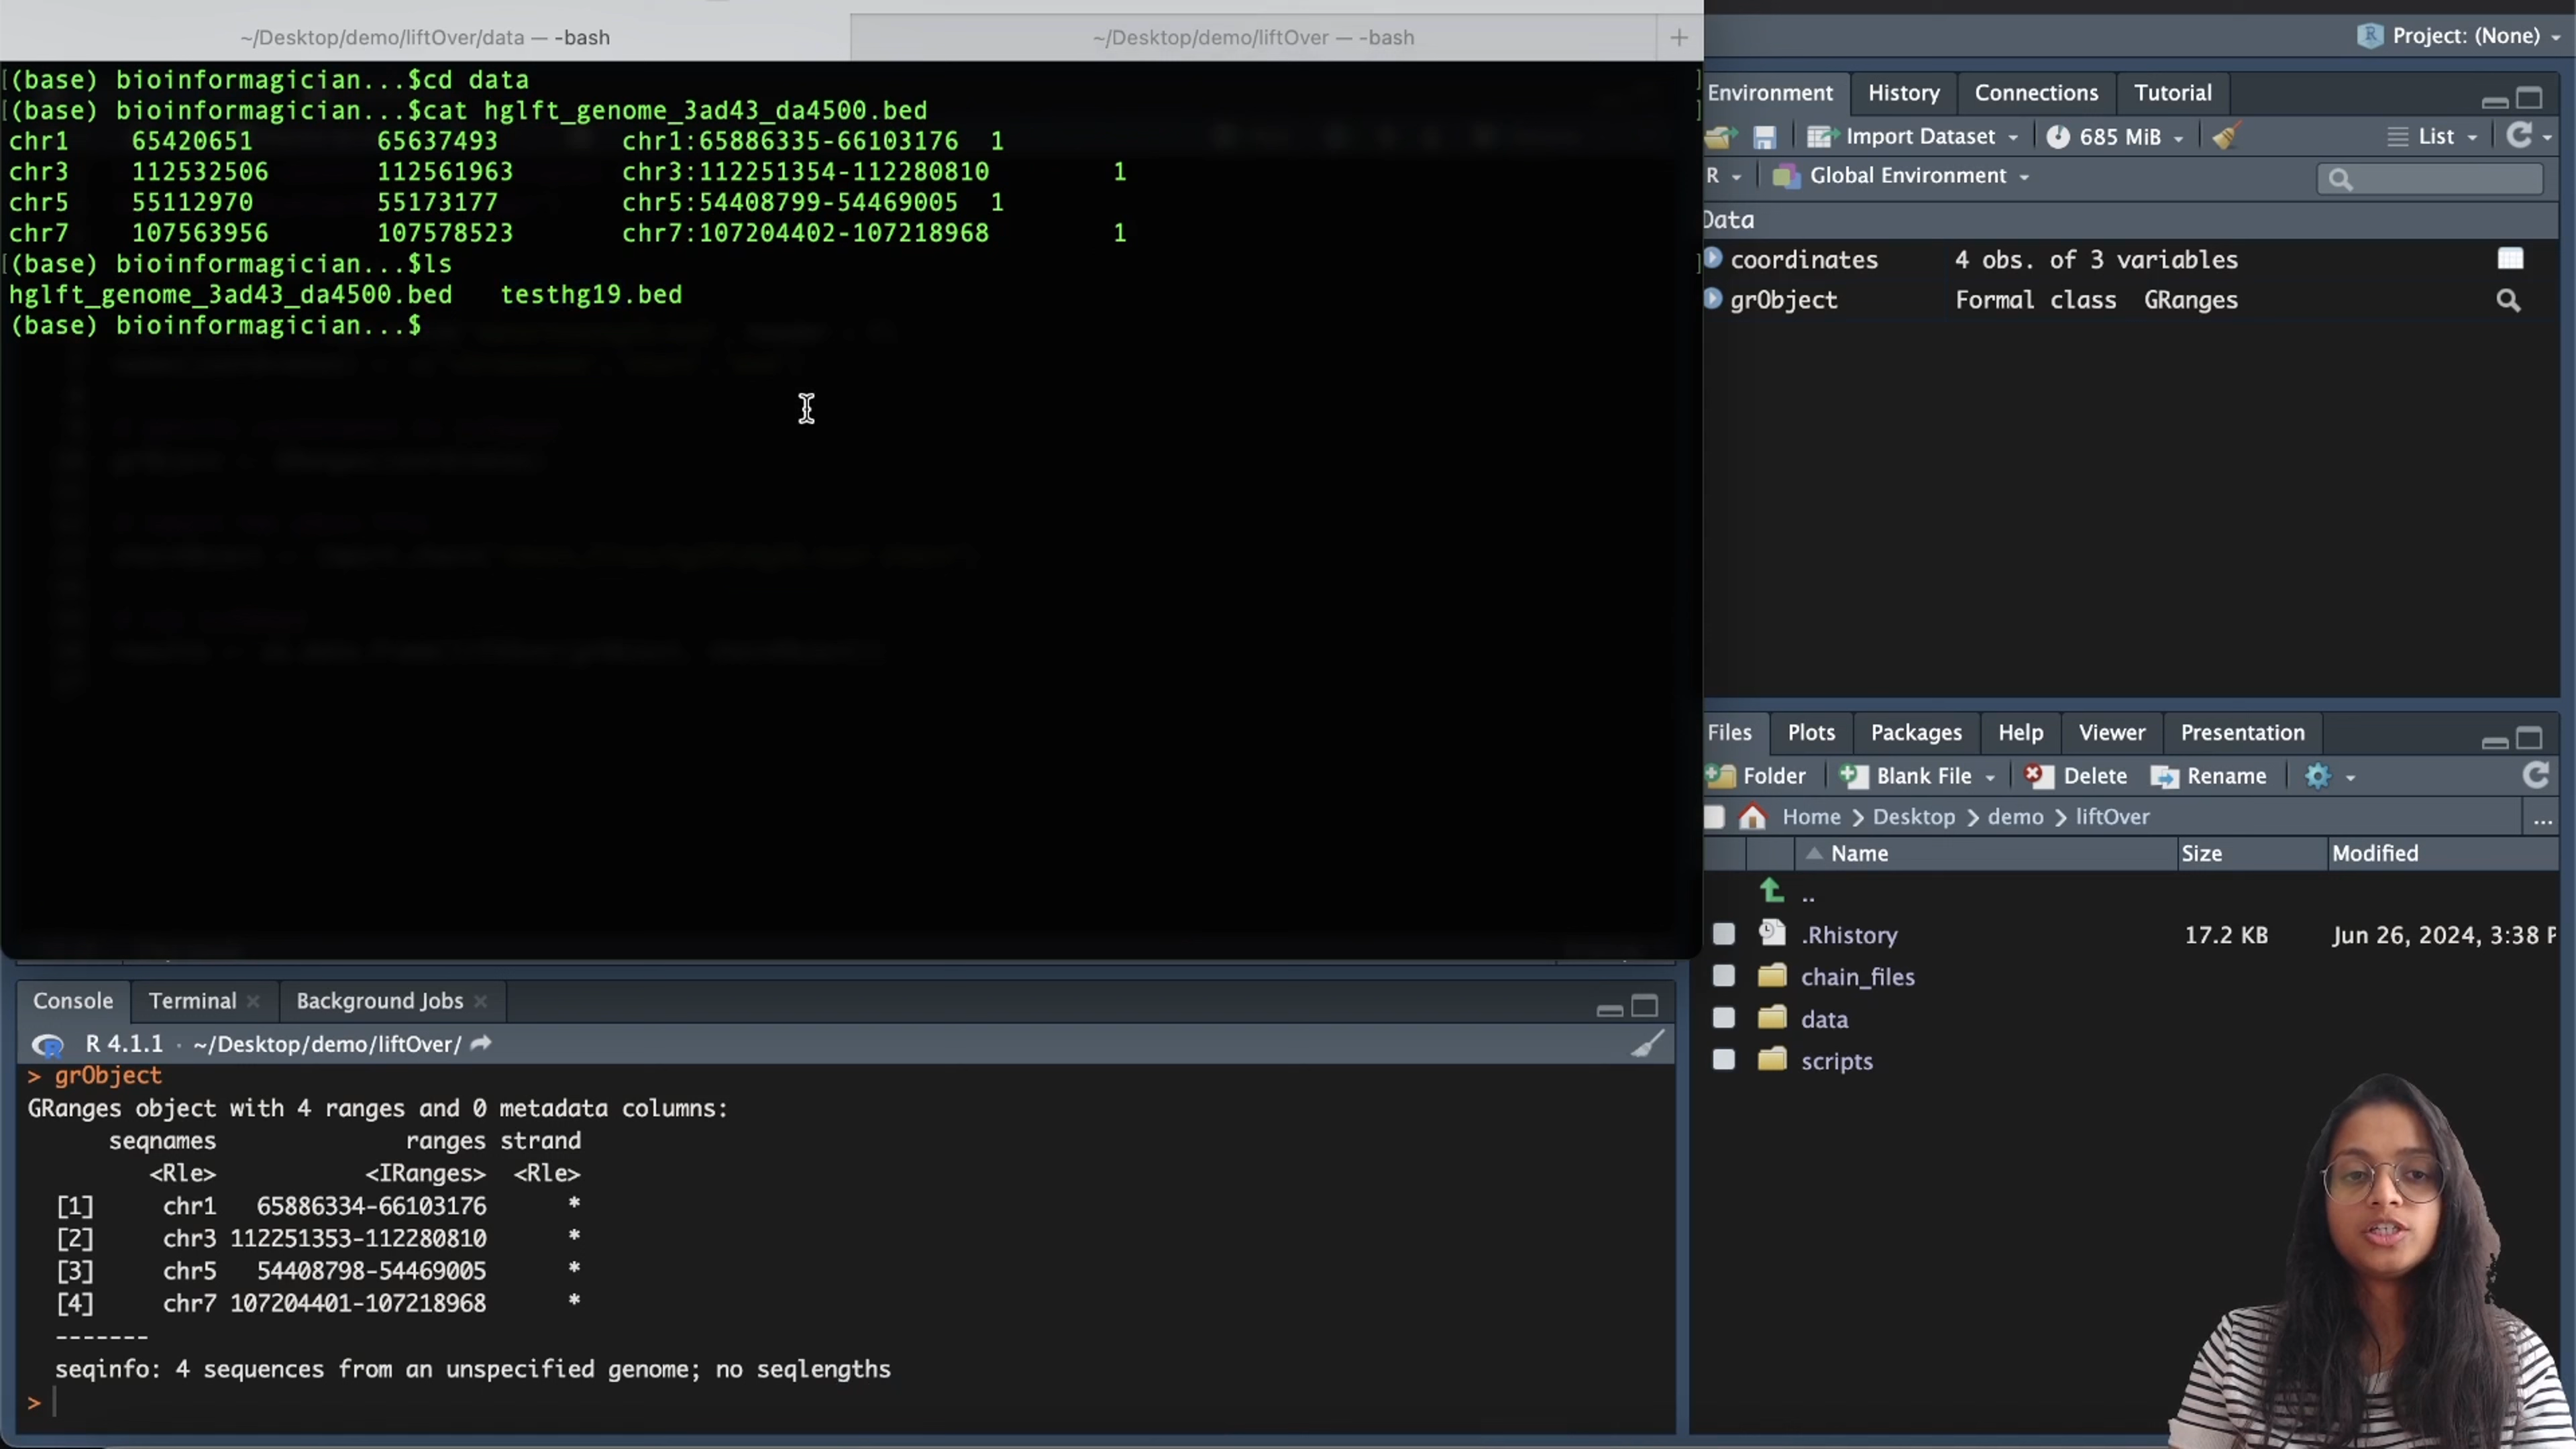 ~/Desktop/demo/liftOver/data — -bash
~/Desktop/demo/liftOver — -bash
+
Project: (None)
(base) bioinformagician...$cd data
(base) bioinformagician...$cat hglft_genome_3ad43_da4500.bed
chr1 65420651 65637493 chr1:65886335-66103176 1
chr3 112532506 112561963 chr3:112251354-112280810 1
chr5 55112970 55173177 chr5:54408799-54469005 1
chr7 107563956 107578523 chr7:107204402-107218968 1
(base) bioinformagician...$ls
hglft_genome_3ad43_da4500.bed testhg19.bed
(base) bioinformagician...$
Environment History Connections Tutorial
Import Dataset 685 MiB List
R Global Environment
Data
coordinates 4 obs. of 3 variables
grObject Formal class GRanges
Files Plots Packages Help Viewer Presentation
Folder Blank File Delete Rename
Home > Desktop > demo > liftOver ...
Name Size Modified
..
.Rhistory 17.2 KB Jun 26, 2024, 3:38 P
chain_files
data
scripts
Console Terminal Background Jobs
R 4.1.1 · ~/Desktop/demo/liftOver/
> grObject
GRanges object with 4 ranges and 0 metadata columns:
seqnames ranges strand
<Rle> <IRanges> <Rle>
[1] chr1 65886334-66103176 *
[2] chr3 112251353-112280810 *
[3] chr5 54408798-54469005 *
[4] chr7 107204401-107218968 *
-------
seqinfo: 4 sequences from an unspecified genome; no seqlengths
>